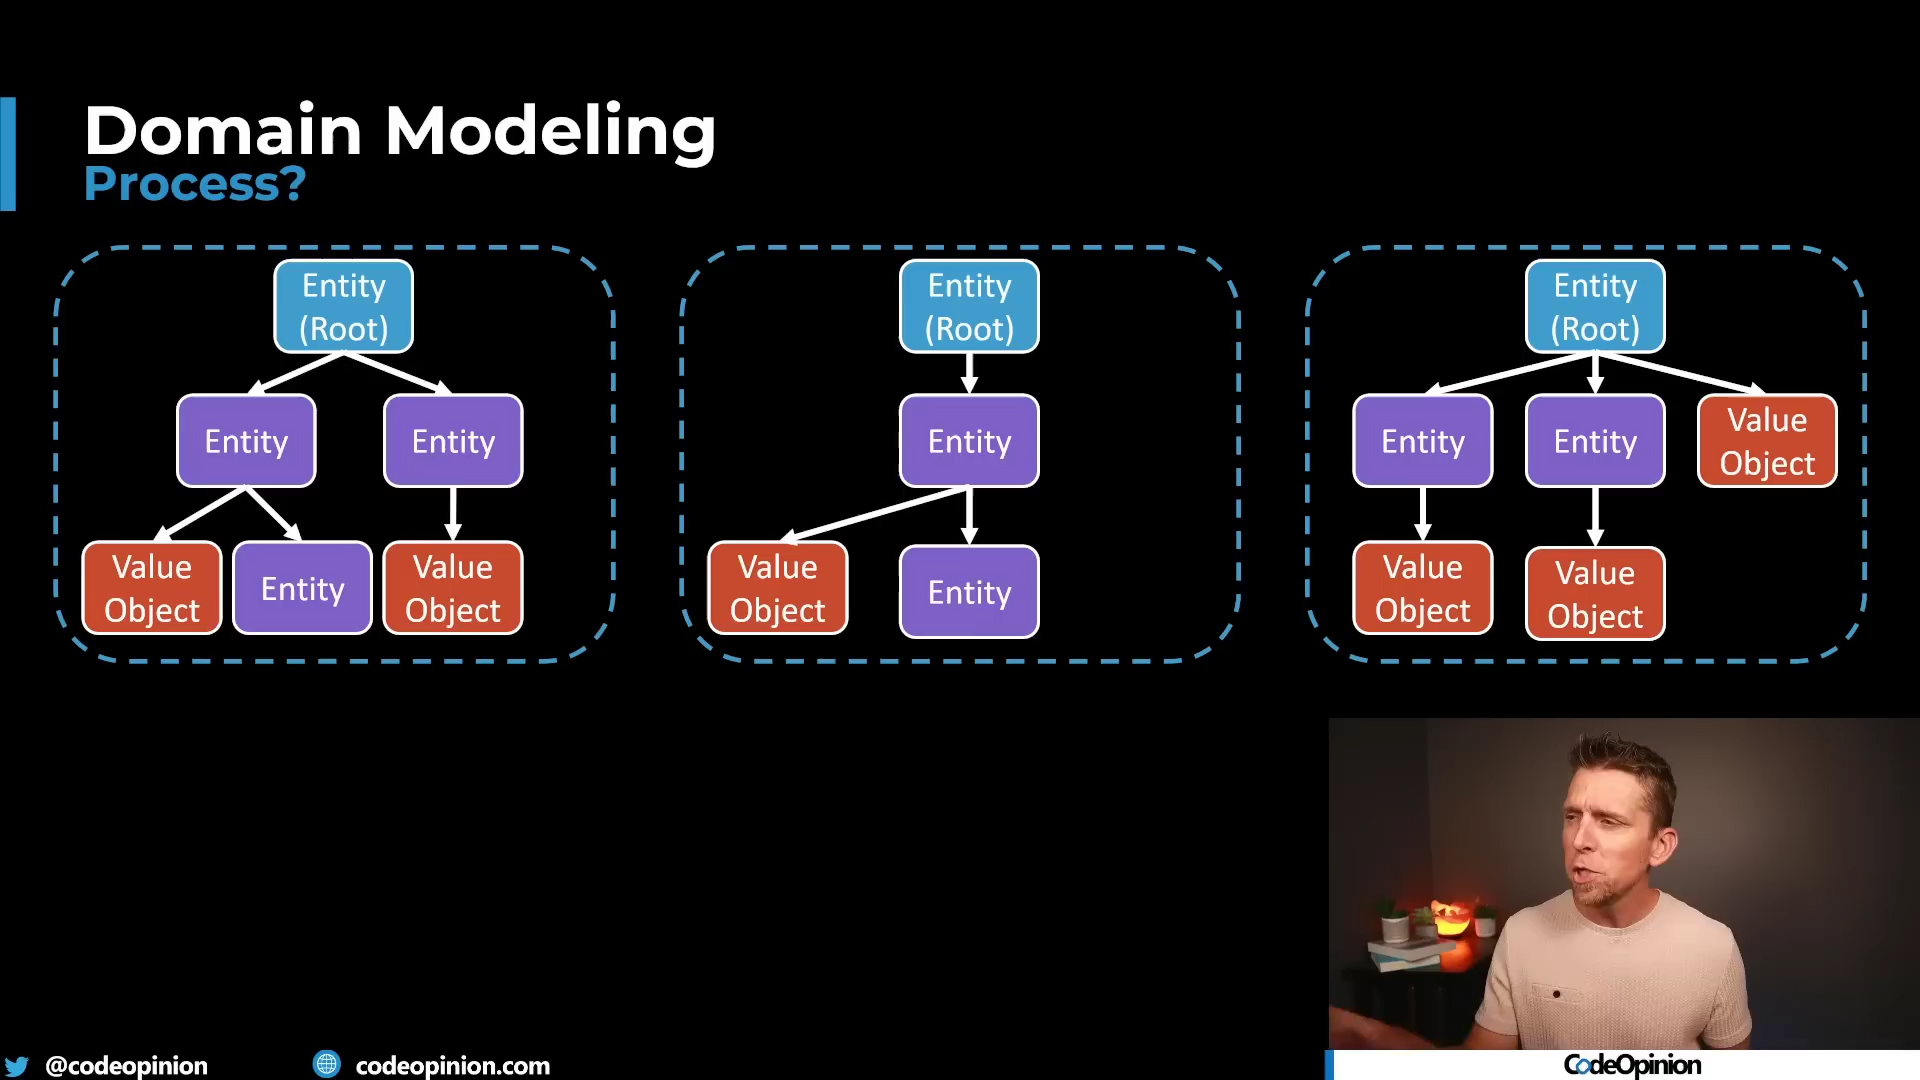 Domain Modeling
Process?
Entity
(Root)
Entity
Entity
Value
Object
Entity
Value
Object
Entity
(Root)
Entity
Value
Object
Entity
Entity
(Root)
Entity
Entity
Value
Object
Value
Object
Value
Object
@codeopinion
codeopinion.com
CodeOpinion